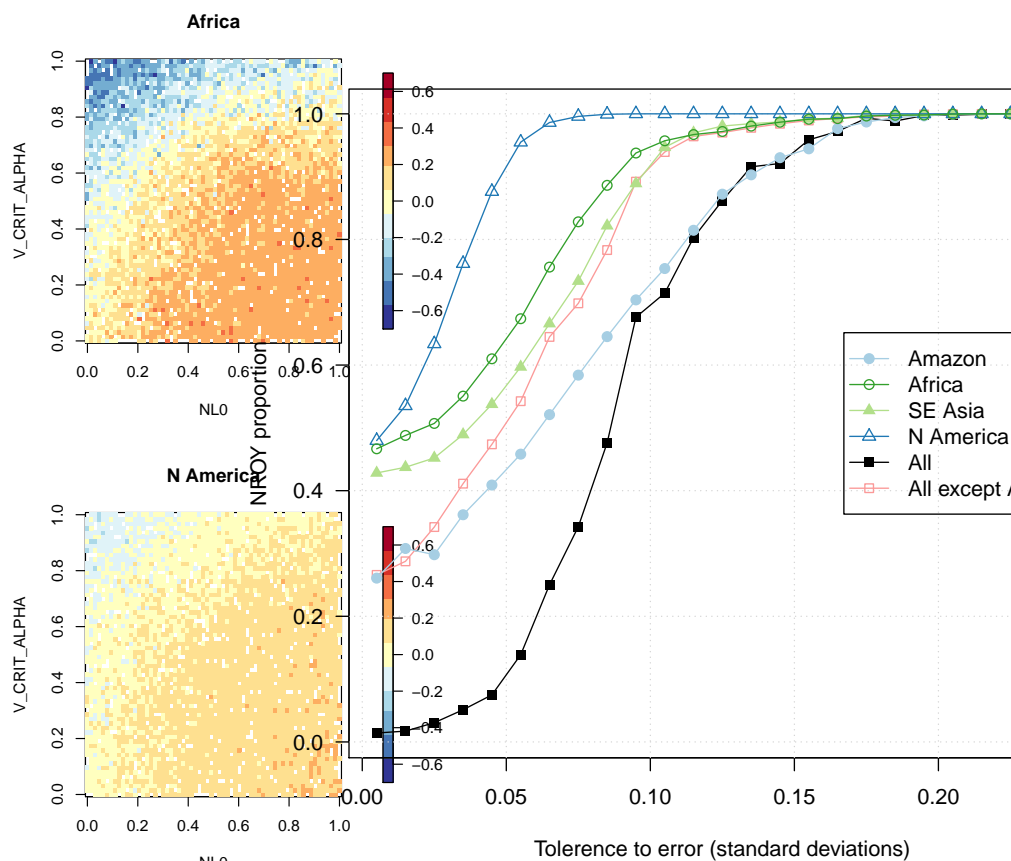 Africa
V_CRIT_ALPHA
1.0
0.8
0.6
0.4
0.2
0.0
0.0 0.2 0.4 0.6 0.8 1.0
NL0
0.6
0.4
0.2
0.0
−0.2
−0.4
−0.6
N America
V_CRIT_ALPHA
1.0
0.8
0.6
0.4
0.2
0.0
0.0 0.2 0.4 0.6 0.8 1.0
NL0
0.6
0.4
0.2
0.0
−0.2
−0.4
−0.6
NROY proportion
1.0
0.8
0.6
0.4
0.2
0.0
0.00 0.05 0.10 0.15 0.20
Tolerence to error (standard deviations)
Amazon
Africa
SE Asia
N America
All
All except A